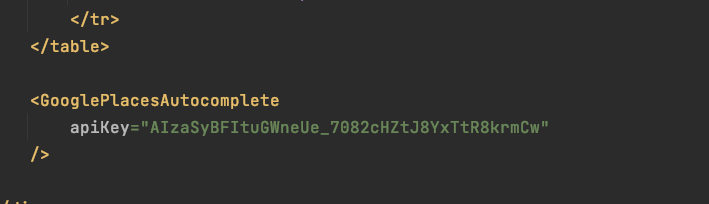 </tr>
</table>
<GooglePlacesAutocomplete
apiKey="AIzaSyBFItuGWneUe_7082cHZtJ8YxTtR8krmCw"
/>